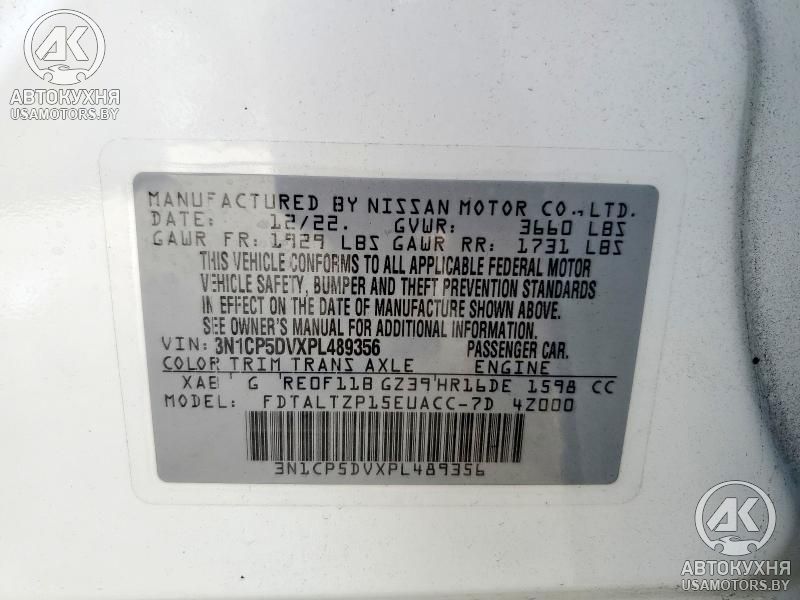 AK
АВТОКУХНЯ
USAMOTORS.BY
MANUFACTURED BY NISSAN MOTOR CO., LTD.
DATE: 12/22. GVWR: 3660 LBS
GAWR FR: 1929 LBS GAWR RR: 1731 LBS
THIS VEHICLE CONFORMS TO ALL APPLICABLE FEDERAL MOTOR
VEHICLE SAFETY, BUMPER AND THEFT PREVENTION STANDARDS
IN EFFECT ON THE DATE OF MANUFACTURE SHOWN ABOVE.
SEE OWNER'S MANUAL FOR ADDITIONAL INFORMATION.
VIN: 3N1CP5DVXPL489356 PASSENGER CAR.
COLOR TRIM TRANS AXLE ENGINE
XAB G RE0F11B GZ39 HR16DE 1598 CC
MODEL: FDTALTZP15EUACC-7D 4Z000
3N1CP5DVXPL489356
AK
АВТОКУХНЯ
USAMOTORS.BY